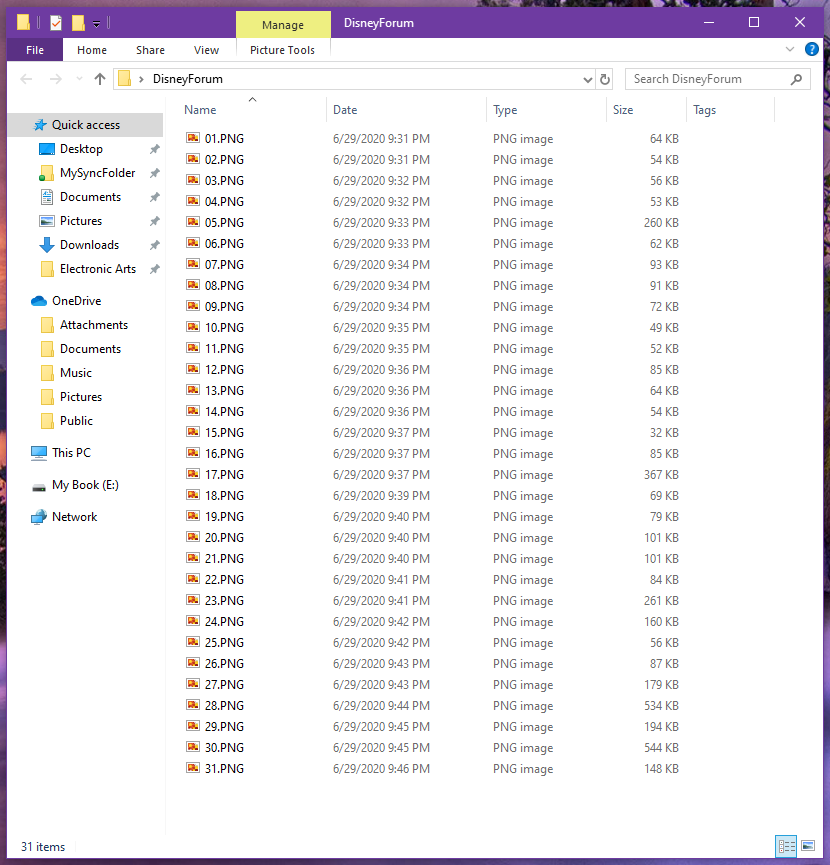 Manage
DisneyForum
File
Home
Share
View
Picture Tools
DisneyForum
Search DisneyForum
Name
Date
Type
Size
Tags
Quick access
Desktop
MySyncFolder
Documents
Pictures
Downloads
Electronic Arts
OneDrive
Attachments
Documents
Music
Pictures
Public
This PC
My Book (E:)
Network
01.PNG 6/29/2020 9:31 PM PNG image 64 KB
02.PNG 6/29/2020 9:31 PM PNG image 54 KB
03.PNG 6/29/2020 9:32 PM PNG image 56 KB
04.PNG 6/29/2020 9:32 PM PNG image 53 KB
05.PNG 6/29/2020 9:33 PM PNG image 260 KB
06.PNG 6/29/2020 9:33 PM PNG image 62 KB
07.PNG 6/29/2020 9:34 PM PNG image 93 KB
08.PNG 6/29/2020 9:34 PM PNG image 91 KB
09.PNG 6/29/2020 9:34 PM PNG image 72 KB
10.PNG 6/29/2020 9:35 PM PNG image 49 KB
11.PNG 6/29/2020 9:35 PM PNG image 52 KB
12.PNG 6/29/2020 9:36 PM PNG image 85 KB
13.PNG 6/29/2020 9:36 PM PNG image 64 KB
14.PNG 6/29/2020 9:36 PM PNG image 54 KB
15.PNG 6/29/2020 9:37 PM PNG image 32 KB
16.PNG 6/29/2020 9:37 PM PNG image 85 KB
17.PNG 6/29/2020 9:37 PM PNG image 367 KB
18.PNG 6/29/2020 9:39 PM PNG image 69 KB
19.PNG 6/29/2020 9:40 PM PNG image 79 KB
20.PNG 6/29/2020 9:40 PM PNG image 101 KB
21.PNG 6/29/2020 9:40 PM PNG image 101 KB
22.PNG 6/29/2020 9:41 PM PNG image 84 KB
23.PNG 6/29/2020 9:41 PM PNG image 261 KB
24.PNG 6/29/2020 9:42 PM PNG image 160 KB
25.PNG 6/29/2020 9:42 PM PNG image 56 KB
26.PNG 6/29/2020 9:43 PM PNG image 87 KB
27.PNG 6/29/2020 9:43 PM PNG image 179 KB
28.PNG 6/29/2020 9:44 PM PNG image 534 KB
29.PNG 6/29/2020 9:45 PM PNG image 194 KB
30.PNG 6/29/2020 9:45 PM PNG image 544 KB
31.PNG 6/29/2020 9:46 PM PNG image 148 KB
31 items